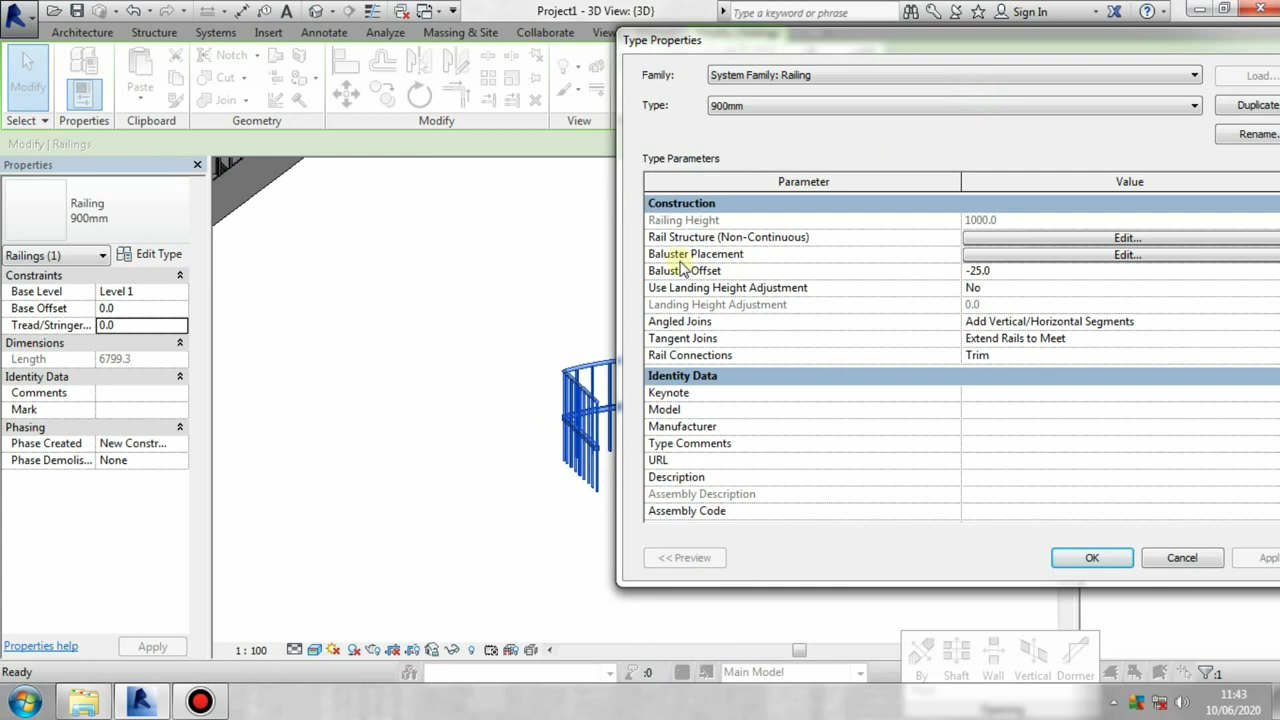 Project1 - 3D View: {3D}
Type a keyword or phrase
Sign In
Architecture Structure Systems Insert Annotate Analyze Massing & Site Collaborate
Modify
Paste
Notch
Cut
Join
Select Properties Clipboard Geometry Modify View
Modify | Railings
Properties
Railing
900mm
Railings (1) Edit Type
Constraints
Base Level Level 1
Base Offset 0.0
Tread/Stringer... 0.0
Dimensions
Length 6799.3
Identity Data
Comments
Mark
Phasing
Phase Created New Constr...
Phase Demolis... None
Properties help Apply
Type Properties
Family: System Family: Railing Load...
Type: 900mm Duplicate
Rename...
Type Parameters
Parameter Value
Construction
Railing Height 1000.0
Rail Structure (Non-Continuous) Edit...
Baluster Placement Edit...
Baluster Offset -25.0
Use Landing Height Adjustment No
Landing Height Adjustment 0.0
Angled Joins Add Vertical/Horizontal Segments
Tangent Joins Extend Rails to Meet
Rail Connections Trim
Identity Data
Keynote
Model
Manufacturer
Type Comments
URL
Description
Assembly Description
Assembly Code
<< Preview OK Cancel Appl
1 : 100
By Shaft Wall Vertical Dormer
Opening
Ready :0 Main Model :1
11:43
10/06/2020